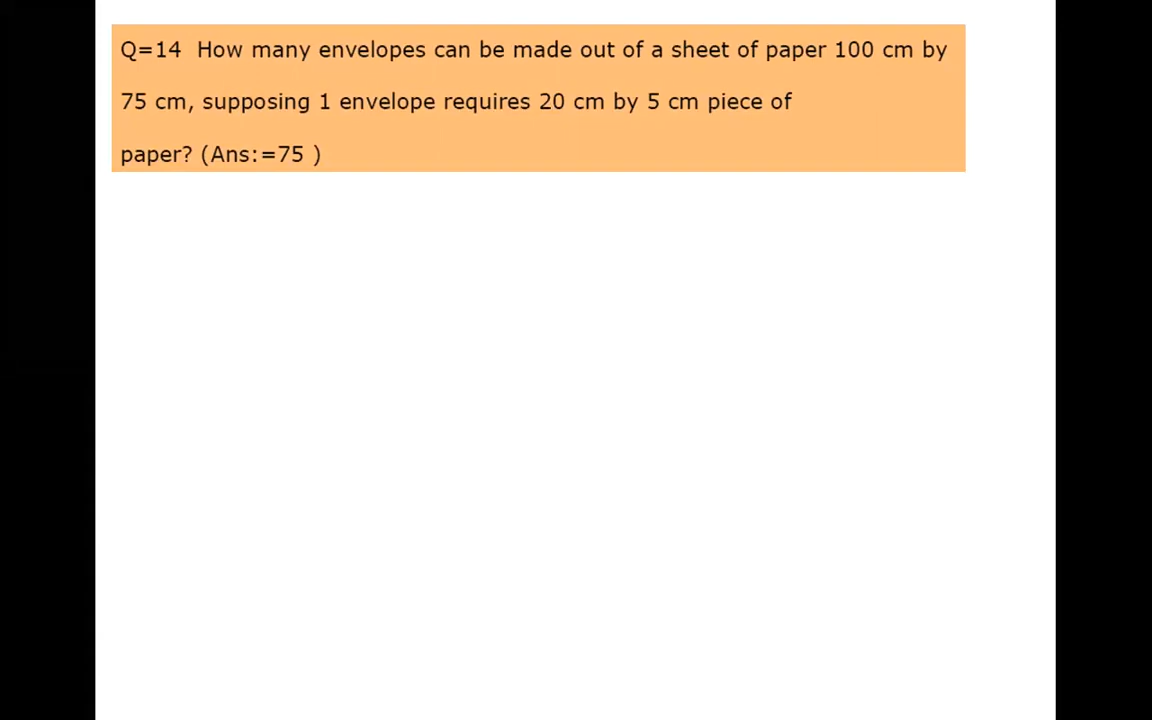 Q=14 How many envelopes can be made out of a sheet of paper 100 cm by
75 cm, supposing 1 envelope requires 20 cm by 5 cm piece of
paper? (Ans:=75 )